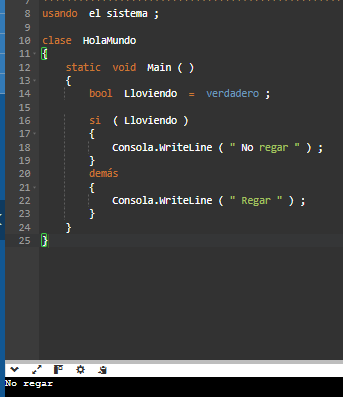 8 usando el sistema ;
9
10 clase HolaMundo
11 {
12 static void Main ( )
13 {
14 bool Lloviendo = verdadero ;
15
16 si ( Lloviendo )
17 {
18 Consola.WriteLine ( " No regar " ) ;
19 }
20 demás
21 {
22 Consola.WriteLine ( " Regar " ) ;
23 }
24 }
25 }
No regar